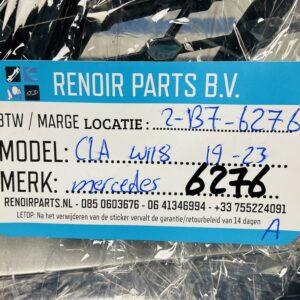 RENOIR PARTS B.V.
BTW / MARGE LOCATIE : 2-B7-6276
MODEL: CLA W118 19-23
MERK: mercedes 6276
RENOIRPARTS.NL - 085 0603676 - 06 41346994 - +33 755224091
LETOP: Na het verwijderen van de sticker vervalt de garantie/retourbeleid van 14 dagen
A